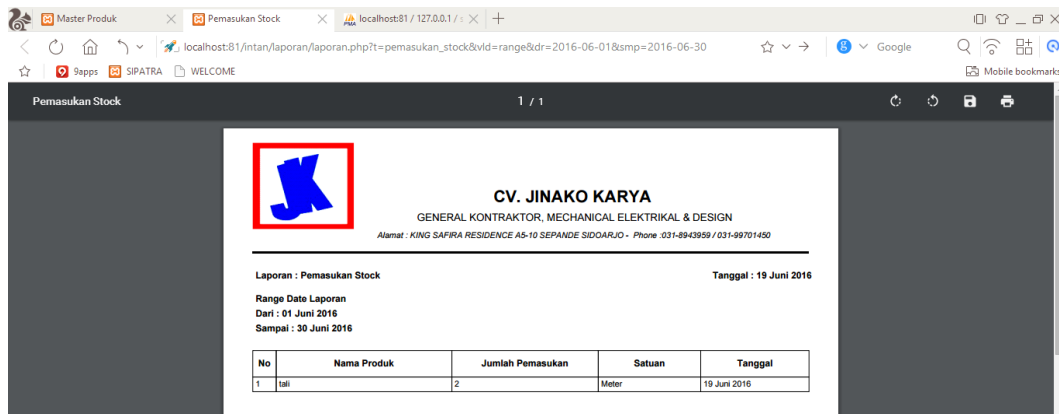 Master Produk
Pemasukan Stock
localhost:81 / 127.0.0.1 / s
localhost:81/intan/laporan/laporan.php?t=pemasukan_stock&vld=range&dr=2016-06-01&smp=2016-06-30
Google
9apps SIPATRA WELCOME
Mobile bookmarks
Pemasukan Stock
1 / 1
JK
CV. JINAKO KARYA
GENERAL KONTRAKTOR, MECHANICAL ELEKTRIKAL & DESIGN
Alamat : KING SAFIRA RESIDENCE A5-10 SEPANDE SIDOARJO - Phone :031-8943959 / 031-99701450
Laporan : Pemasukan Stock Tanggal : 19 Juni 2016
Range Date Laporan
Dari : 01 Juni 2016
Sampai : 30 Juni 2016
No Nama Produk Jumlah Pemasukan Satuan Tanggal
1 tali 2 Meter 19 Juni 2016